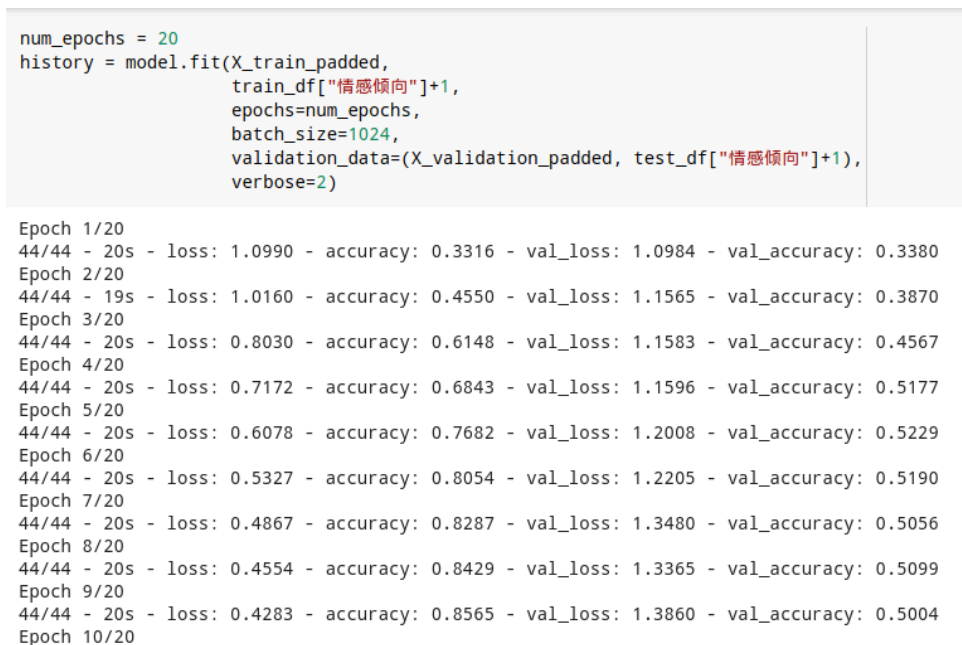 num_epochs = 20
history = model.fit(X_train_padded,
                    train_df["情感倾向"]+1,
                    epochs=num_epochs,
                    batch_size=1024,
                    validation_data=(X_validation_padded, test_df["情感倾向"]+1),
                    verbose=2)
Epoch 1/20
44/44 - 20s - loss: 1.0990 - accuracy: 0.3316 - val_loss: 1.0984 - val_accuracy: 0.3380
Epoch 2/20
44/44 - 19s - loss: 1.0160 - accuracy: 0.4550 - val_loss: 1.1565 - val_accuracy: 0.3870
Epoch 3/20
44/44 - 20s - loss: 0.8030 - accuracy: 0.6148 - val_loss: 1.1583 - val_accuracy: 0.4567
Epoch 4/20
44/44 - 20s - loss: 0.7172 - accuracy: 0.6843 - val_loss: 1.1596 - val_accuracy: 0.5177
Epoch 5/20
44/44 - 20s - loss: 0.6078 - accuracy: 0.7682 - val_loss: 1.2008 - val_accuracy: 0.5229
Epoch 6/20
44/44 - 20s - loss: 0.5327 - accuracy: 0.8054 - val_loss: 1.2205 - val_accuracy: 0.5190
Epoch 7/20
44/44 - 20s - loss: 0.4867 - accuracy: 0.8287 - val_loss: 1.3480 - val_accuracy: 0.5056
Epoch 8/20
44/44 - 20s - loss: 0.4554 - accuracy: 0.8429 - val_loss: 1.3365 - val_accuracy: 0.5099
Epoch 9/20
44/44 - 20s - loss: 0.4283 - accuracy: 0.8565 - val_loss: 1.3860 - val_accuracy: 0.5004
Epoch 10/20